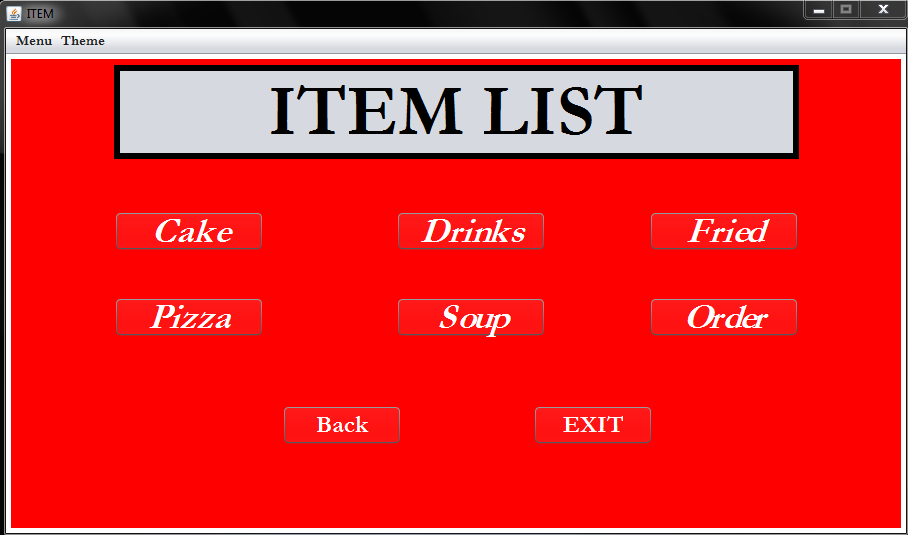 ITEM
Menu Theme
ITEM LIST
Cake Drinks Fried
Pizza Soup Order
Back EXIT